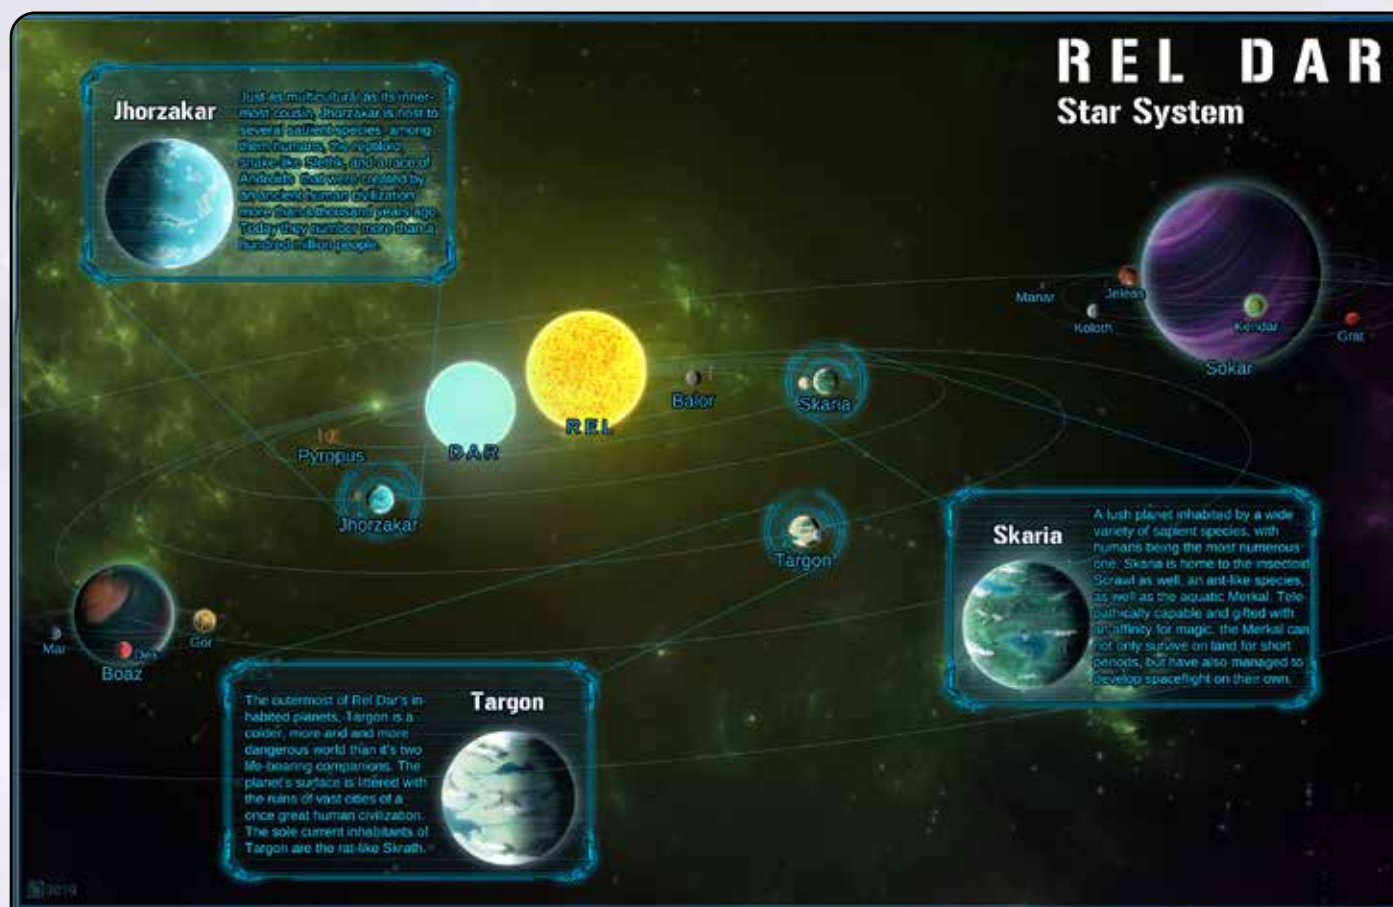 REL DAR
Star System
Jhorzakar
Just as multicultural as its inner-
most cousin, Jhorzakar is host to
several sapient species, among
them humans, the reptiloid,
snake-like Slethk, and a race of
Androids that were created by
an ancient human civilization
more than a thousand years ago.
Today they number more than a
hundred million people.
Manar
Jeleas
Koloth
Kendar
Grat
Sokar
Balor
Skaria
REL
DAR
Pyropus
Jhorzakar
Targon
Mar
Gor
Boaz
Skaria
A lush planet inhabited by a wide
variety of sapient species, with
humans being the most numerous
one. Skaria is home to the insectoid
Scrawl as well, an ant-like species,
as well as the aquatic Merkal. Tele-
pathically capable and gifted with
an affinity for magic, the Merkal can
not only survive on land for short
periods, but have also managed to
develop spaceflight on their own.
Targon
The outermost of Rel Dar's in-
habited planets, Targon is a
colder, more arid and more
dangerous world than it's two
life-bearing companions. The
planet's surface is littered with
the ruins of vast cities of a
once great human civilization.
The sole current inhabitants of
Targon are the rat-like Skrath.
2019